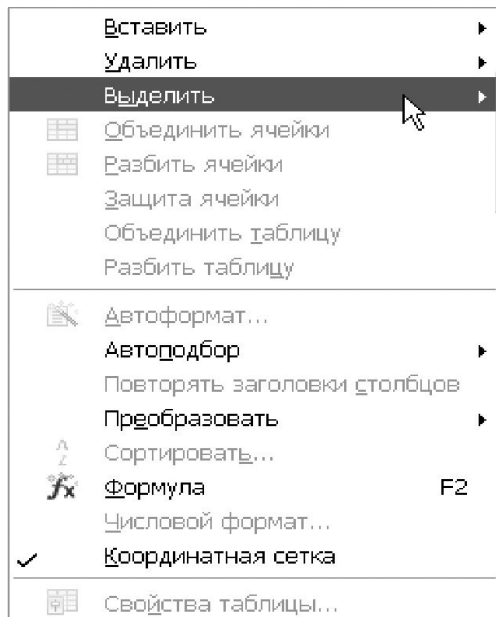 Вставить
Удалить
Выделить
Объединить ячейки
Разбить ячейки
Защита ячейки
Объединить таблицу
Разбить таблицу
Автоформат...
Автоподбор
Повторять заголовки столбцов
Преобразовать
Сортировать...
Формула F2
Числовой формат...
Координатная сетка
Свойства таблицы...